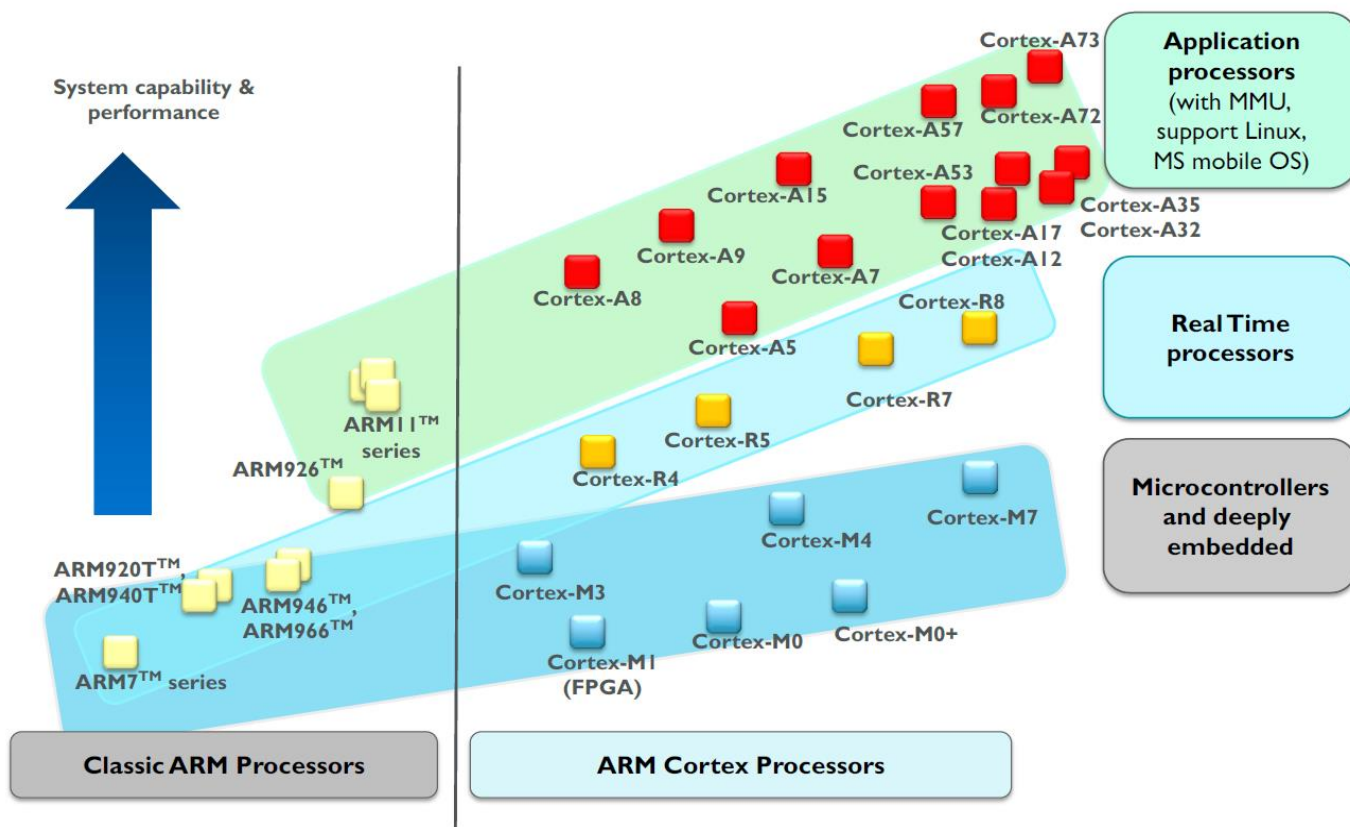 System capability &
performance
Cortex-A73
Cortex-A72
Cortex-A57
Cortex-A53
Cortex-A15
Cortex-A35
Cortex-A32
Cortex-A17
Cortex-A12
Cortex-A9
Cortex-A7
Cortex-A8
Cortex-A5
Application
processors
(with MMU,
support Linux,
MS mobile OS)
Cortex-R8
Cortex-R7
Cortex-R5
Cortex-R4
Real Time
processors
ARM11™
series
ARM926™
ARM920T™,
ARM940T™
ARM946™,
ARM966™
ARM7™ series
Cortex-M7
Cortex-M4
Cortex-M3
Cortex-M0+
Cortex-M0
Cortex-M1
(FPGA)
Microcontrollers
and deeply
embedded
Classic ARM Processors
ARM Cortex Processors